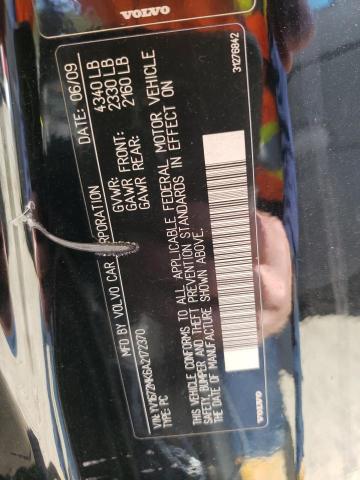 VOLVO
MFD BY VOLVO CAR CORPORATION DATE: 06/09
GVWR: 4340 LB
GAWR FRONT: 2330 LB
GAWR REAR: 2160 LB
VIN: YV1672MK6A2172370
TYPE: PC
THIS VEHICLE CONFORMS TO ALL APPLICABLE FEDERAL MOTOR VEHICLE
SAFETY, BUMPER AND THEFT PREVENTION STANDARDS IN EFFECT ON
THE DATE OF MANUFACTURE SHOWN ABOVE.
31276842
VOLVO